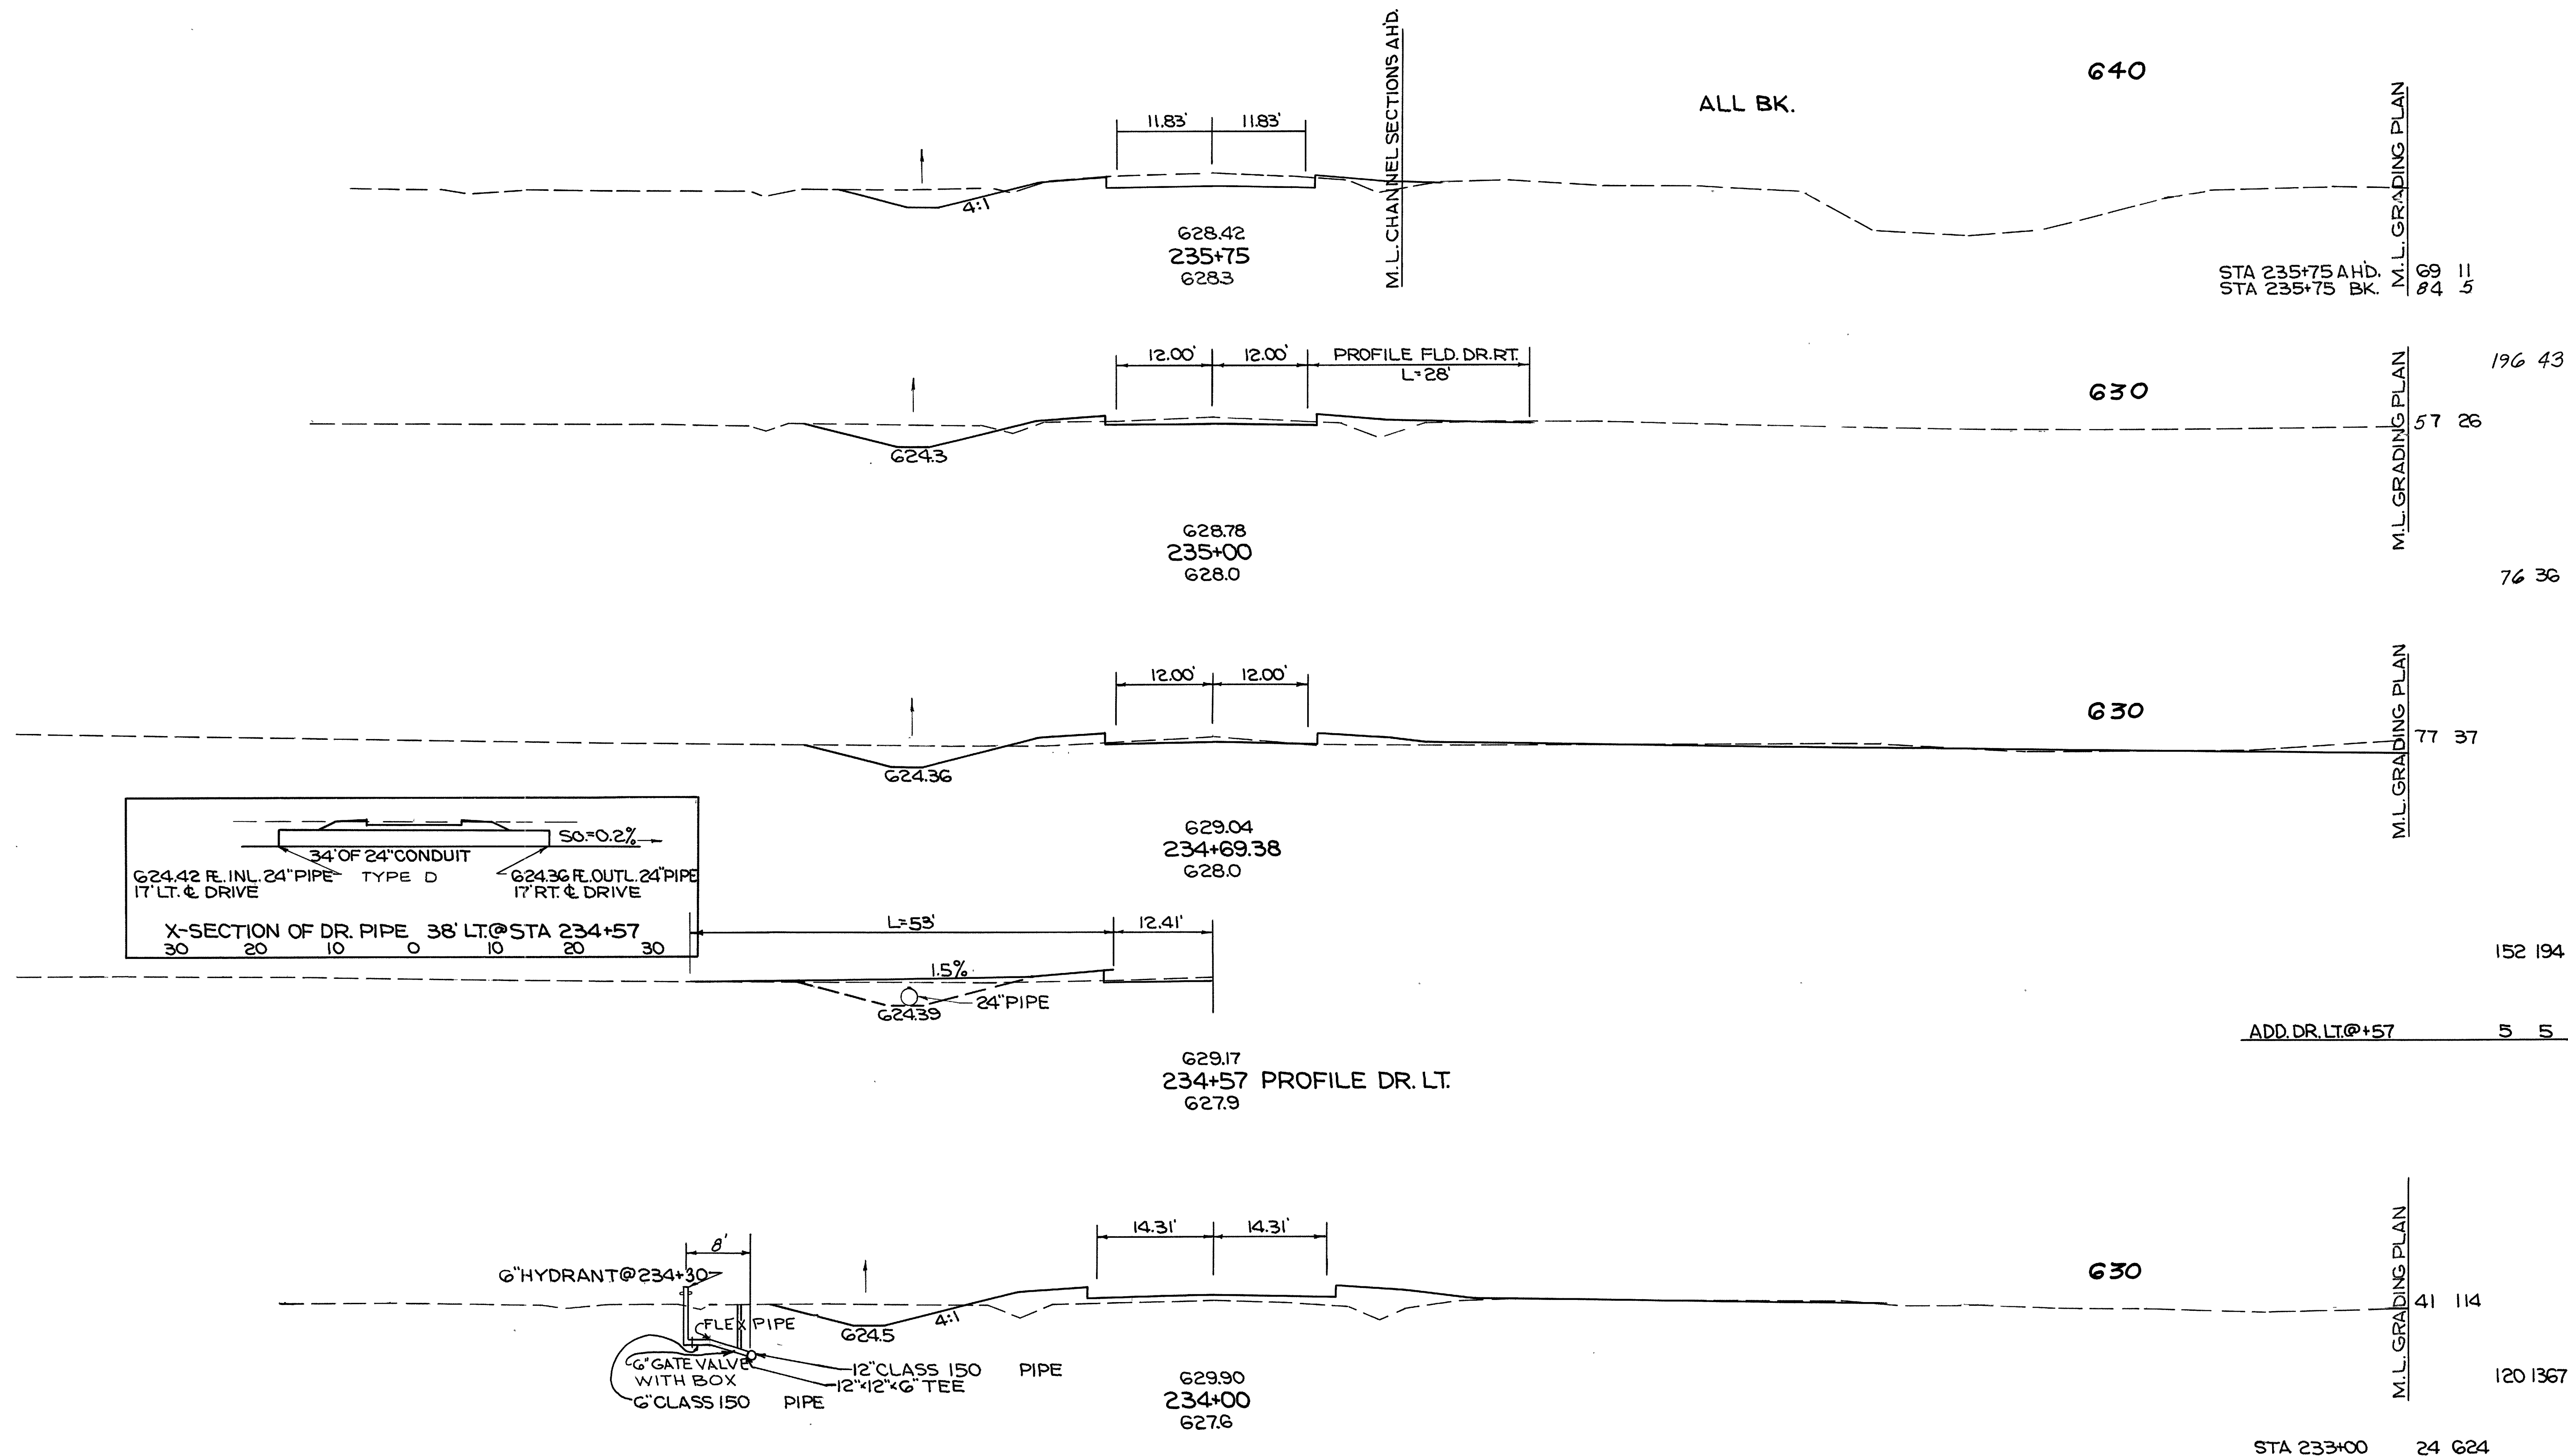 640
ALL BK.
M.L. CHANNEL SECTIONS AH'D.
M.L. GRADING PLAN
11.83' 11.83'
4:1
628.42
235+75
628.3
STA 235+75 AH'D. 69 11
STA 235+75 BK. 84 5
12.00' 12.00' PROFILE FLD. DR. RT.
L=28'
196 43
630
M.L. GRADING PLAN
57 26
624.3
628.78
235+00
628.0
76 36
12.00' 12.00'
630
M.L. GRADING PLAN
77 37
624.36
629.04
234+69.38
628.0
SO.=0.2%
34' OF 24" CONDUIT
TYPE D
624.42 FL. INL. 24" PIPE
17' LT. ℄ DRIVE
624.36 FL. OUTL. 24" PIPE
17' RT. ℄ DRIVE
X-SECTION OF DR. PIPE 38' LT. @ STA 234+57
30 20 10 0 10 20 30
L=53' 12.41'
152 194
1.5%
24" PIPE
624.39
ADD. DR. LT. @ +57 5 5
629.17
234+57 PROFILE DR. LT.
627.9
14.31' 14.31'
8'
6" HYDRANT @ 234+30
630
M.L. GRADING PLAN
41 114
FLEX PIPE
624.5
4:1
6" GATE VALVE
WITH BOX
6" CLASS 150 PIPE
12" CLASS 150 PIPE
12"x12"x6" TEE
629.90
234+00
627.6
120 1367
STA 233+00 24 624